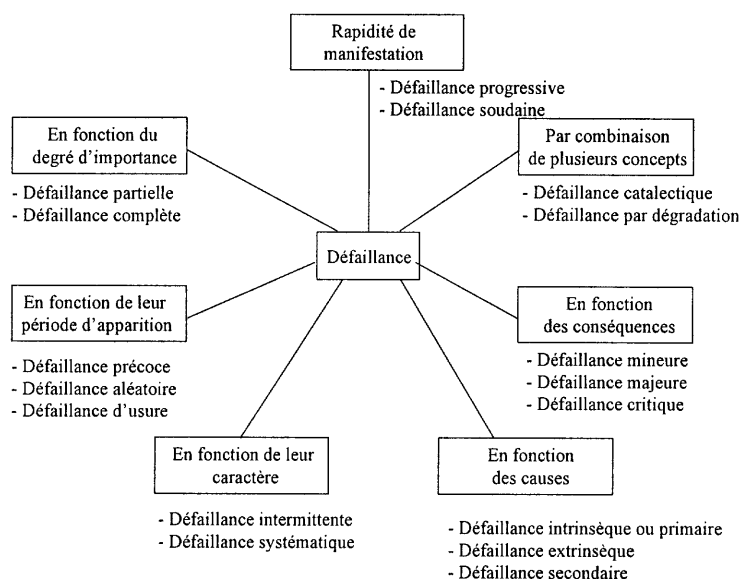 Rapidité de
manifestation
- Défaillance progressive
- Défaillance soudaine
En fonction du
degré d'importance
- Défaillance partielle
- Défaillance complète
Par combinaison
de plusieurs concepts
- Défaillance catalectique
- Défaillance par dégradation
Défaillance
En fonction de leur
période d'apparition
- Défaillance précoce
- Défaillance aléatoire
- Défaillance d'usure
En fonction
des conséquences
- Défaillance mineure
- Défaillance majeure
- Défaillance critique
En fonction de leur
caractère
- Défaillance intermittente
- Défaillance systématique
En fonction
des causes
- Défaillance intrinsèque ou primaire
- Défaillance extrinsèque
- Défaillance secondaire